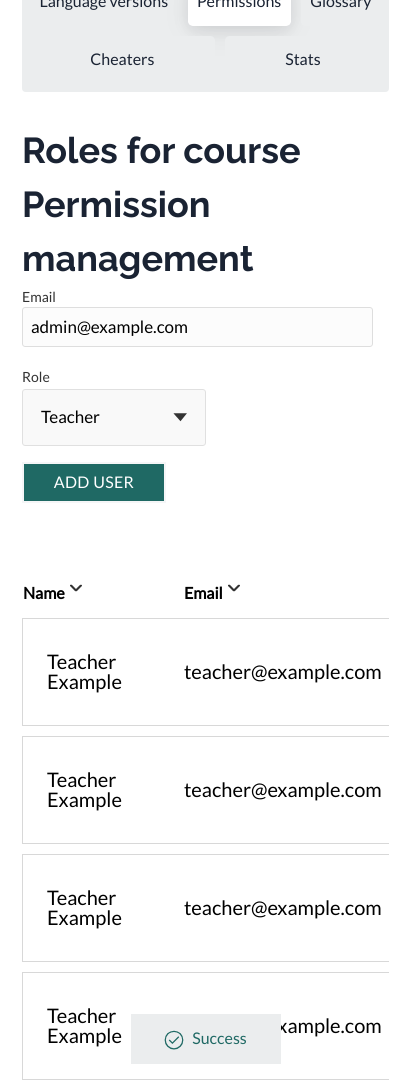 Language versions Permissions Glossary
Cheaters Stats
Roles for course
Permission
management
Email
admin@example.com
Role
Teacher
ADD USER
Name Email
Teacher
Example
teacher@example.com
Teacher
Example
teacher@example.com
Teacher
Example
teacher@example.com
Teacher
Example
xample.com
Success